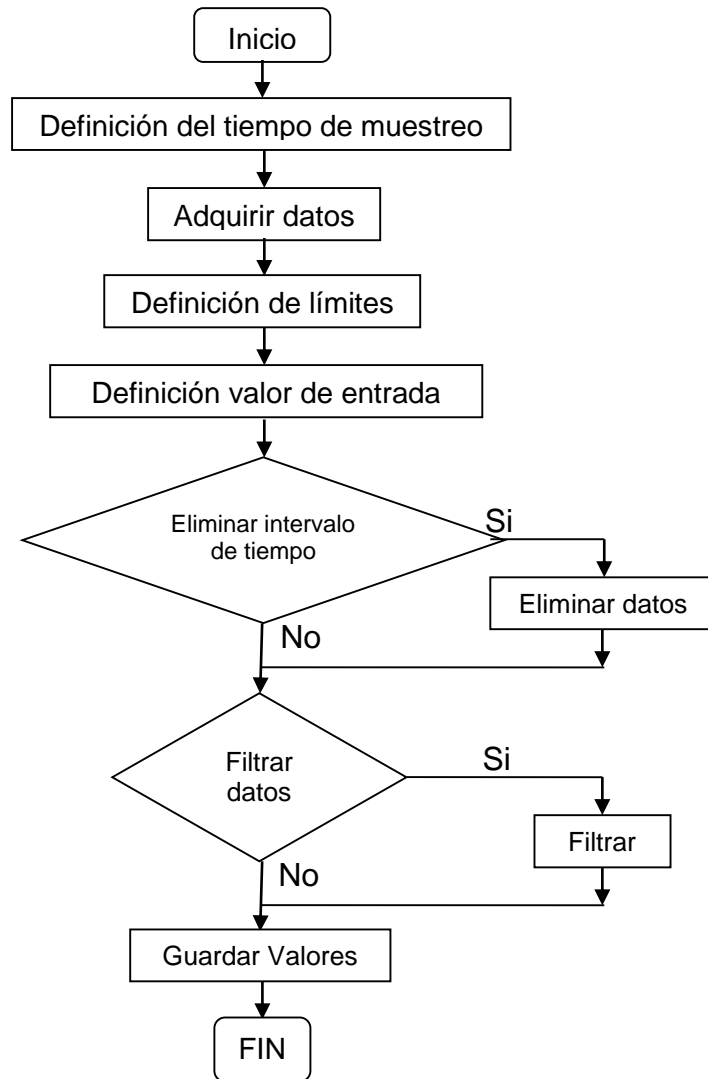 Inicio
Definición del tiempo de muestreo
Adquirir datos
Definición de límites
Definición valor de entrada
Eliminar intervalo
de tiempo
Si
Eliminar datos
No
Filtrar
datos
Si
Filtrar
No
Guardar Valores
FIN